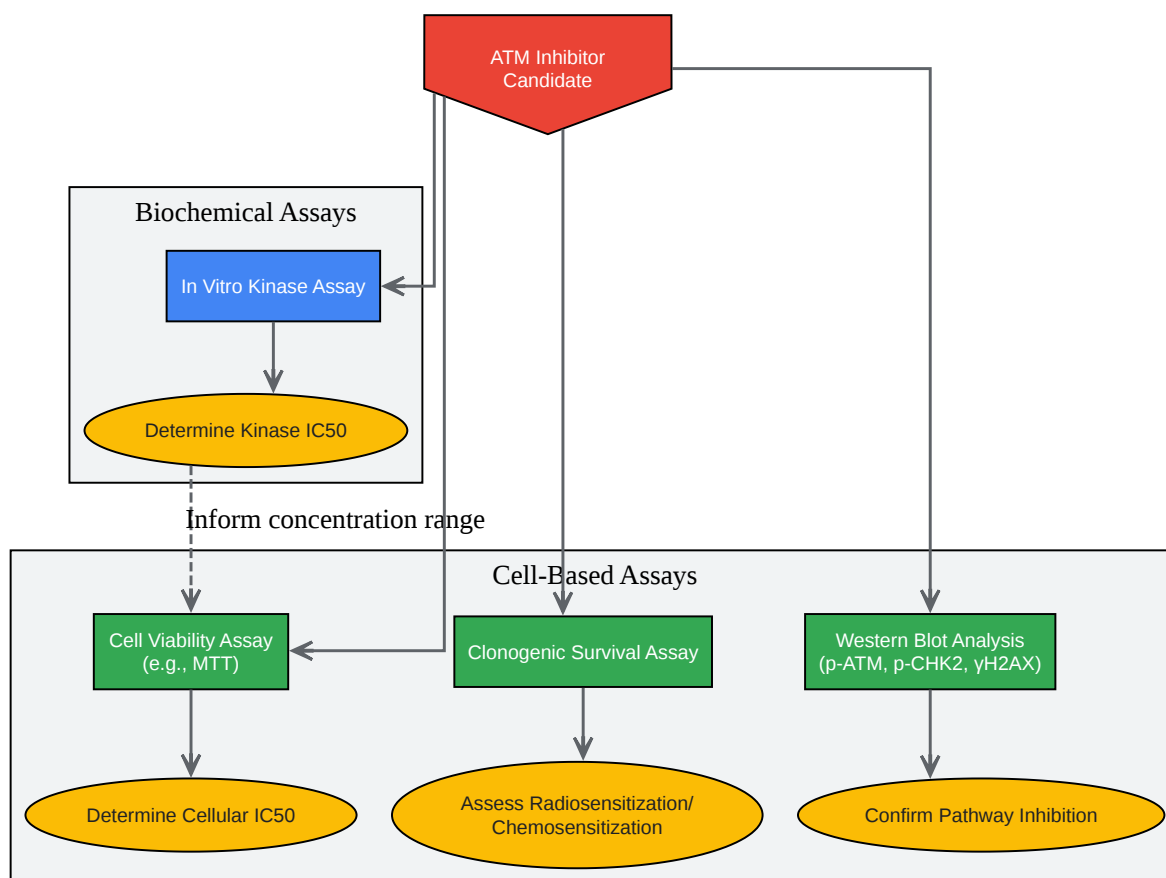 ATM Inhibitor
Candidate
Biochemical Assays
In Vitro Kinase Assay
Determine Kinase IC50
Inform concentration range
Cell-Based Assays
Cell Viability Assay
(e.g., MTT)
Clonogenic Survival Assay
Western Blot Analysis
(p-ATM, p-CHK2, γH2AX)
Determine Cellular IC50
Assess Radiosensitization/
Chemosensitization
Confirm Pathway Inhibition